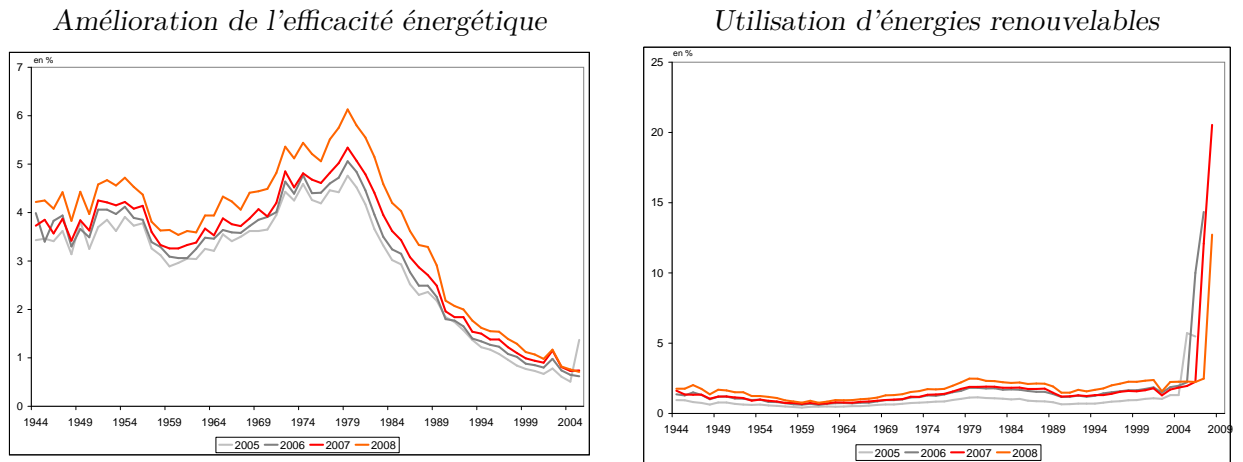 Amélioration de l'efficacité énergétique
en %
7
6
5
4
3
2
1
0
1944 1949 1954 1959 1964 1969 1974 1979 1984 1989 1994 1999 2004
2005 2006 2007 2008
Utilisation d'énergies renouvelables
en %
25
20
15
10
5
0
1944 1949 1954 1959 1964 1969 1974 1979 1984 1989 1994 1999 2004 2009
2005 2006 2007 2008